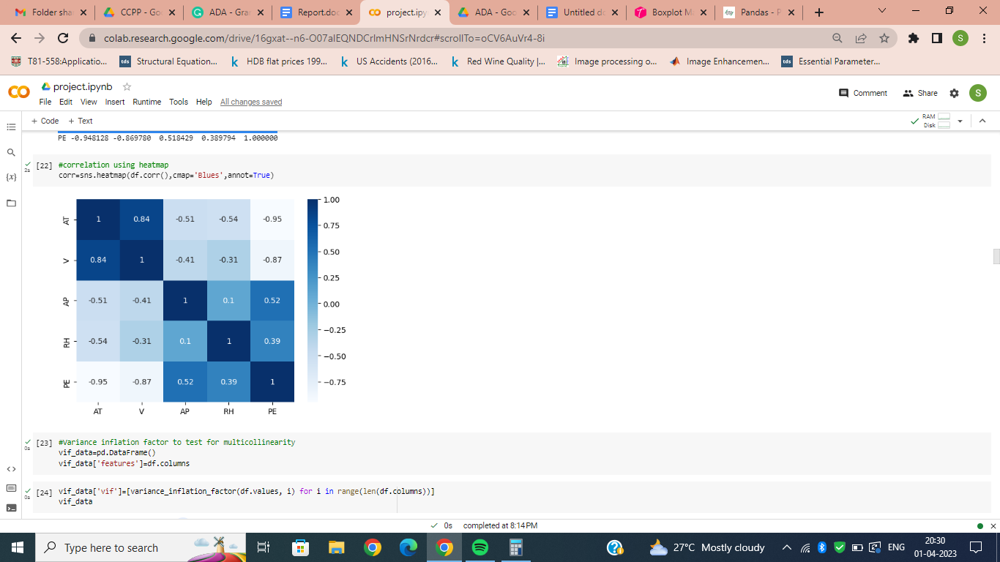 Folder sha
CCPP - Go
ADA - Gra
Report.doc
project.ipy
ADA - Goo
Untitled do
Boxplot Ma
Pandas - P
colab.research.google.com/drive/16gxat--n6-O07alEQNDCrImHNSrNrdcr#scrollTo=oCV6AuVr4-8i
S
T81-558:Applicatio...
tds Structural Equation...
k HDB flat prices 199...
k US Accidents (2016...
k Red Wine Quality |...
Image processing o...
Image Enhancemen...
tds Essential Parameter...
CO project.ipynb
File Edit View Insert Runtime Tools Help All changes saved
Comment Share S
+ Code + Text
RAM
Disk
PE -0.948128 -0.869780 0.518429 0.389794 1.000000
[22] #correlation using heatmap
2s
corr=sns.heatmap(df.corr(),cmap='Blues',annot=True)
{x}
AT 1 0.84 -0.51 -0.54 -0.95
V 0.84 1 -0.41 -0.31 -0.87
AP -0.51 -0.41 1 0.1 0.52
RH -0.54 -0.31 0.1 1 0.39
PE -0.95 -0.87 0.52 0.39 1
AT V AP RH PE
1.00
0.75
0.50
0.25
0.00
−0.25
−0.50
−0.75
[23] #Variance inflation factor to test for multicollinearity
0s
vif_data=pd.DataFrame()
vif_data['features']=df.columns
[24] vif_data['vif']=[variance_inflation_factor(df.values, i) for i in range(len(df.columns))]
0s
vif_data
0s completed at 8:14 PM
Type here to search
27°C Mostly cloudy
ENG
20:30
01-04-2023